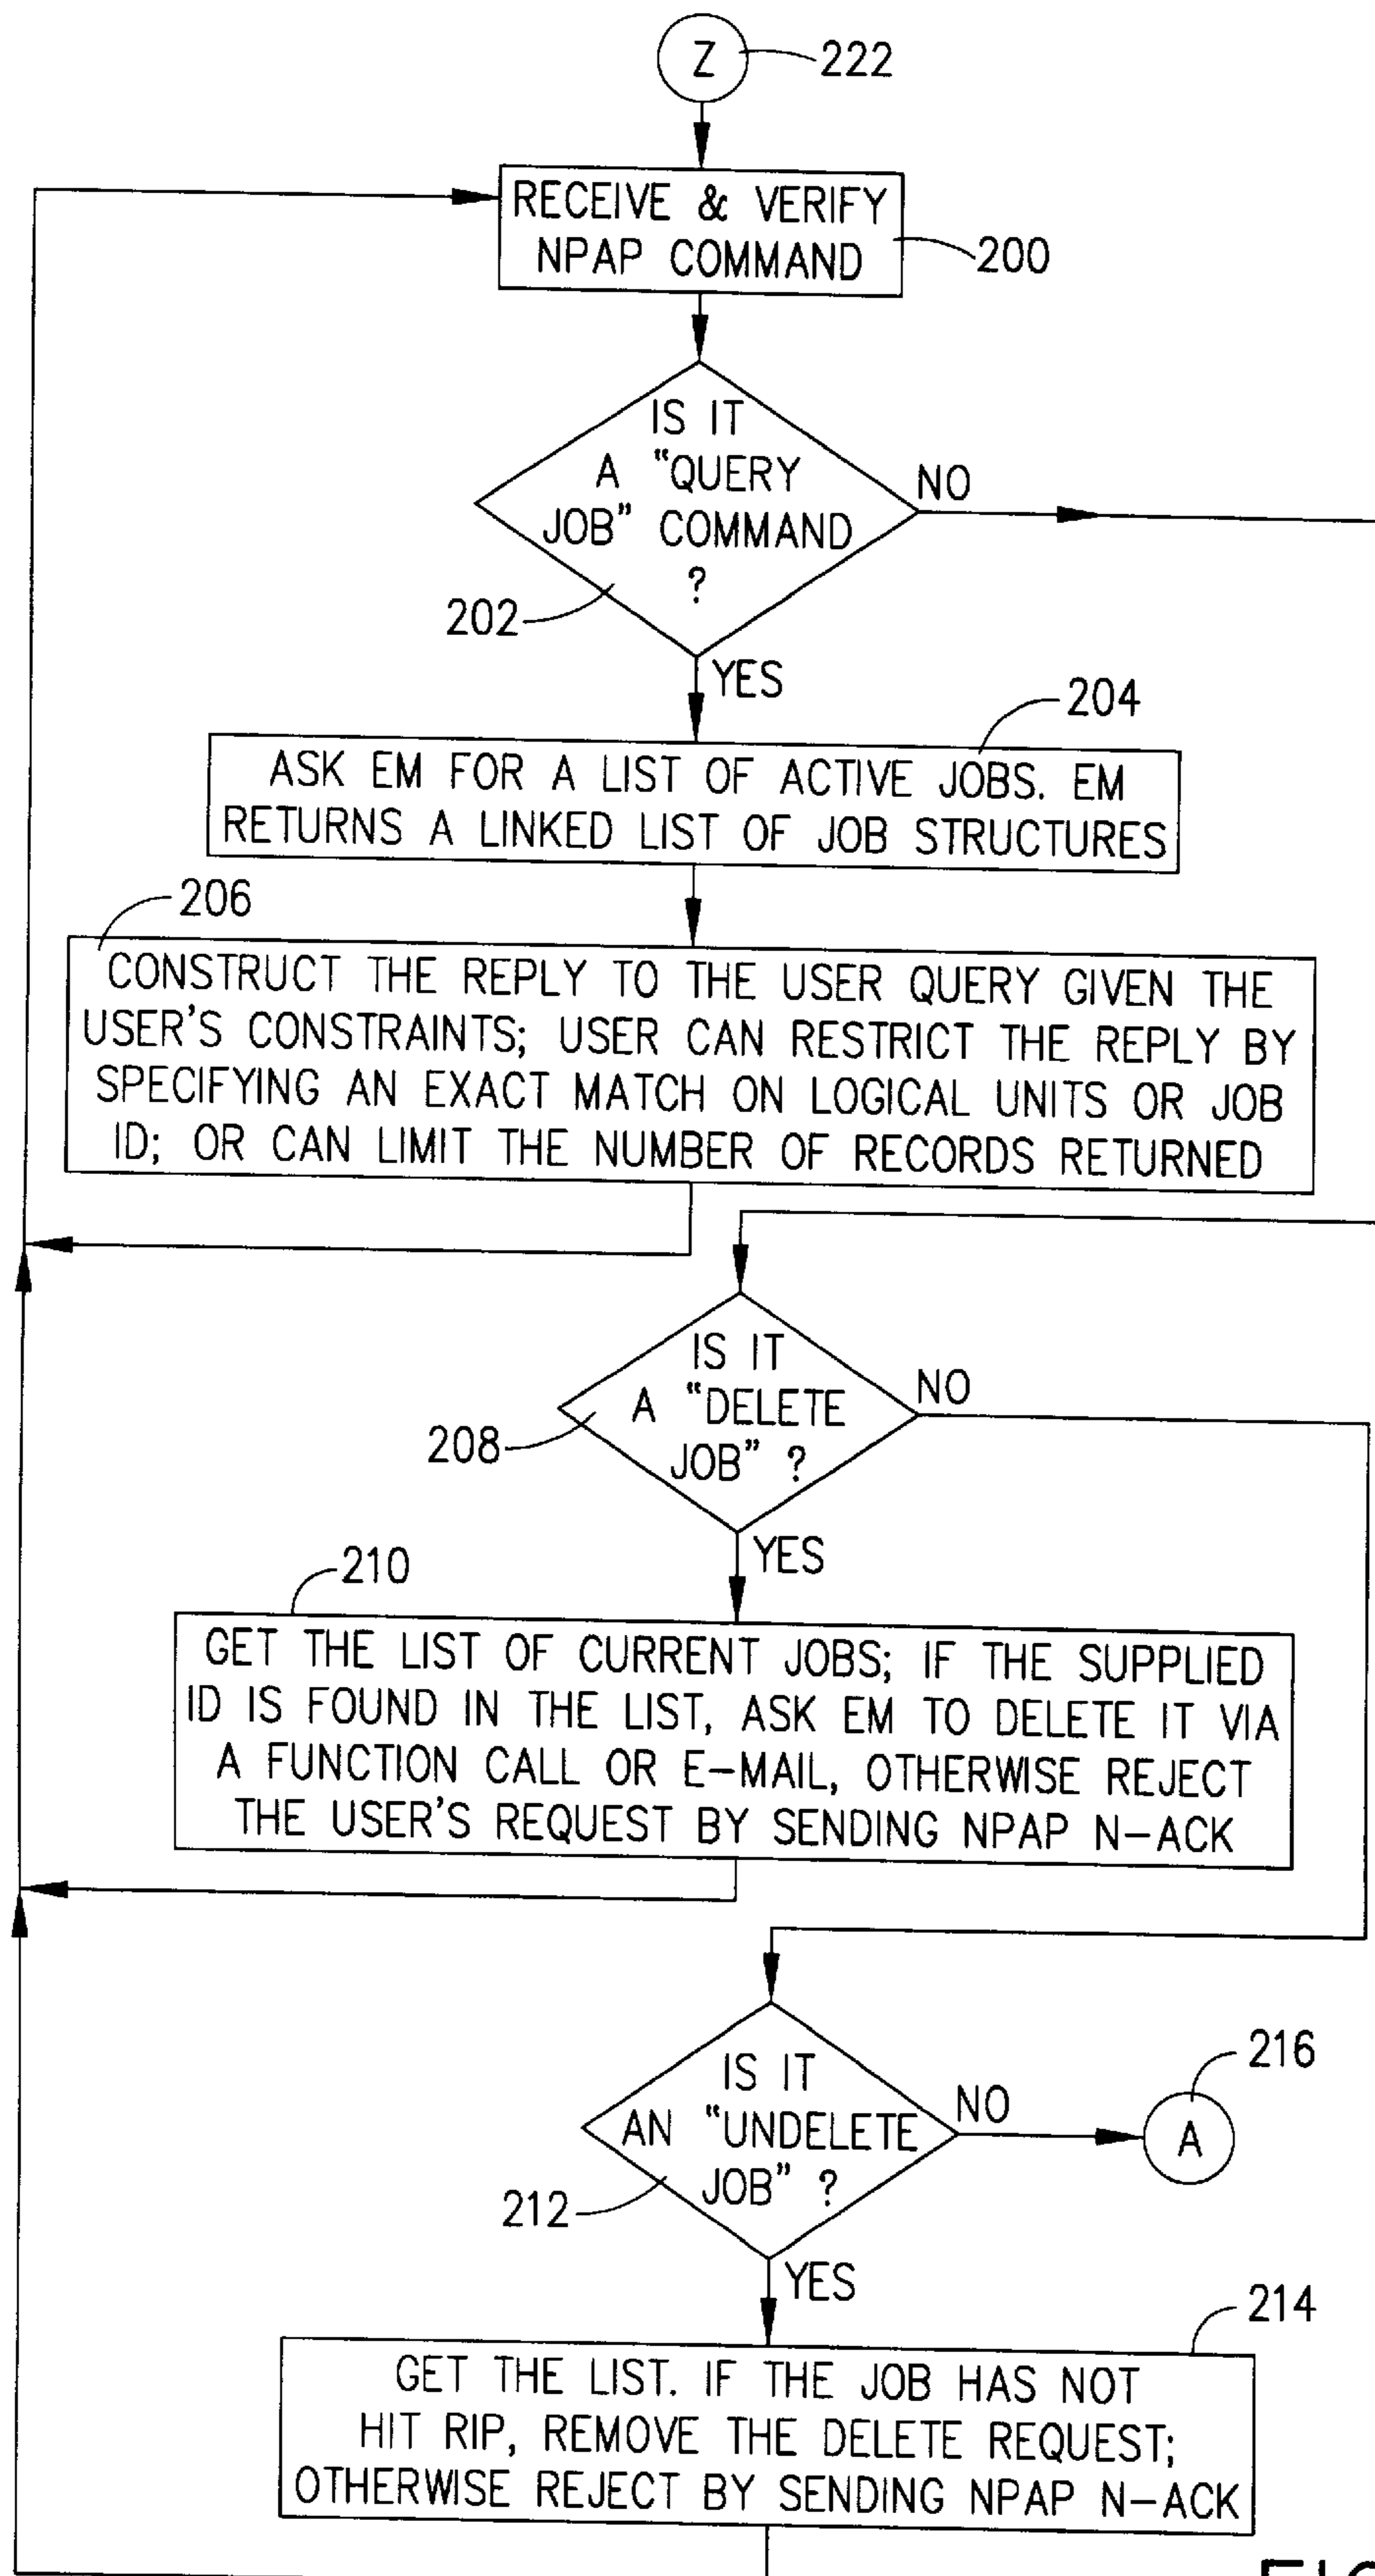 Z
222
RECEIVE & VERIFY
NPAP COMMAND
200
IS IT
A "QUERY
JOB" COMMAND
?
NO
202
YES
204
ASK EM FOR A LIST OF ACTIVE JOBS. EM
RETURNS A LINKED LIST OF JOB STRUCTURES
206
CONSTRUCT THE REPLY TO THE USER QUERY GIVEN THE
USER'S CONSTRAINTS; USER CAN RESTRICT THE REPLY BY
SPECIFYING AN EXACT MATCH ON LOGICAL UNITS OR JOB
ID; OR CAN LIMIT THE NUMBER OF RECORDS RETURNED
IS IT
A "DELETE
JOB" ?
NO
208
YES
210
GET THE LIST OF CURRENT JOBS; IF THE SUPPLIED
ID IS FOUND IN THE LIST, ASK EM TO DELETE IT VIA
A FUNCTION CALL OR E-MAIL, OTHERWISE REJECT
THE USER'S REQUEST BY SENDING NPAP N-ACK
216
IS IT
AN "UNDELETE
JOB" ?
NO
A
212
YES
214
GET THE LIST. IF THE JOB HAS NOT
HIT RIP, REMOVE THE DELETE REQUEST;
OTHERWISE REJECT BY SENDING NPAP N-ACK